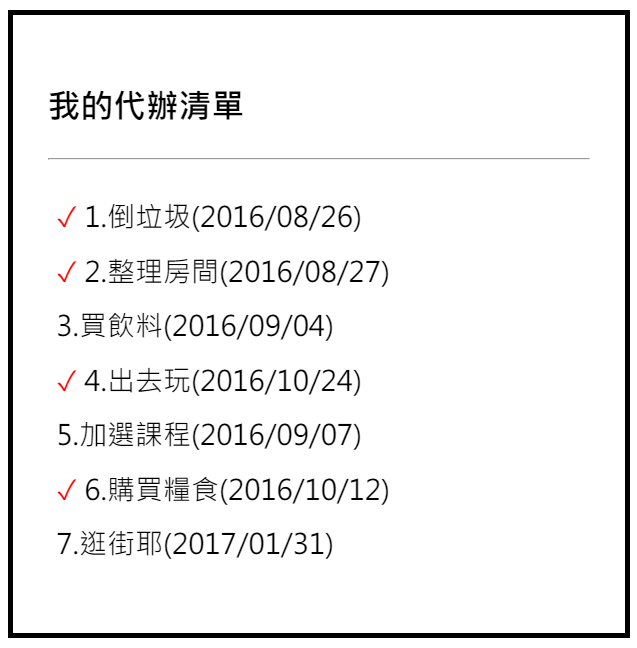 我的代辦清單
✓ 1.倒垃圾(2016/08/26)
✓ 2.整理房間(2016/08/27)
3.買飲料(2016/09/04)
✓ 4.出去玩(2016/10/24)
5.加選課程(2016/09/07)
✓ 6.購買糧食(2016/10/12)
7.逛街耶(2017/01/31)